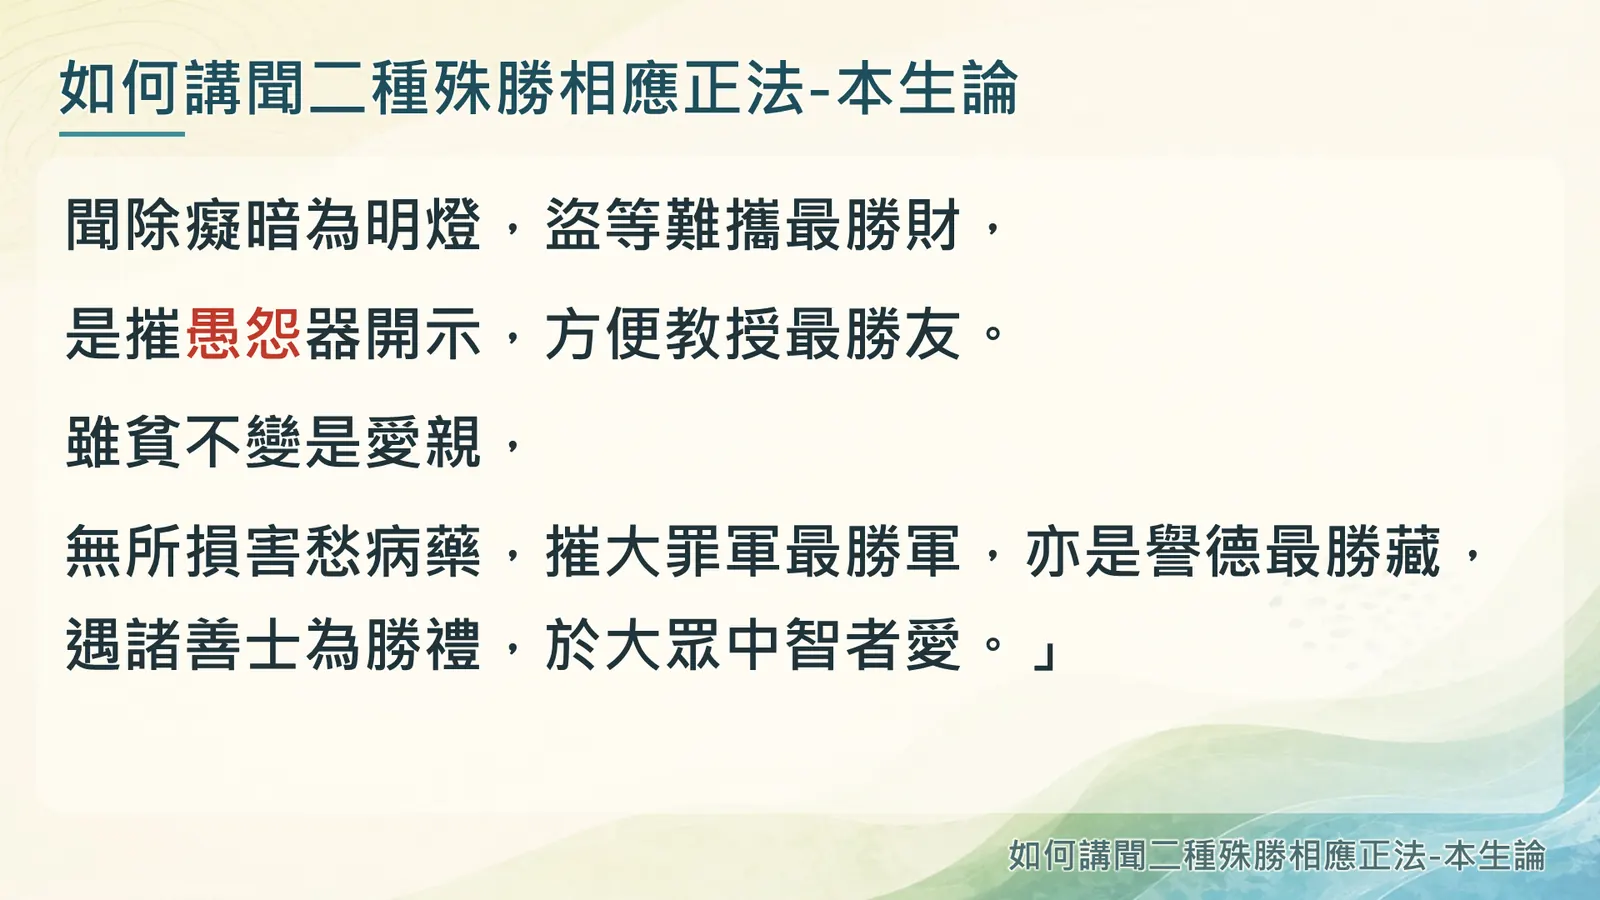 如何講聞二種殊勝相應正法-本生論
聞除癡暗為明燈，盜等難攜最勝財，
是摧愚怨器開示，方便教授最勝友。
雖貧不變是愛親，
無所損害愁病藥，摧大罪軍最勝軍，亦是譽德最勝藏，
遇諸善士為勝禮，於大眾中智者愛。」
如何講聞二種殊勝相應正法-本生論